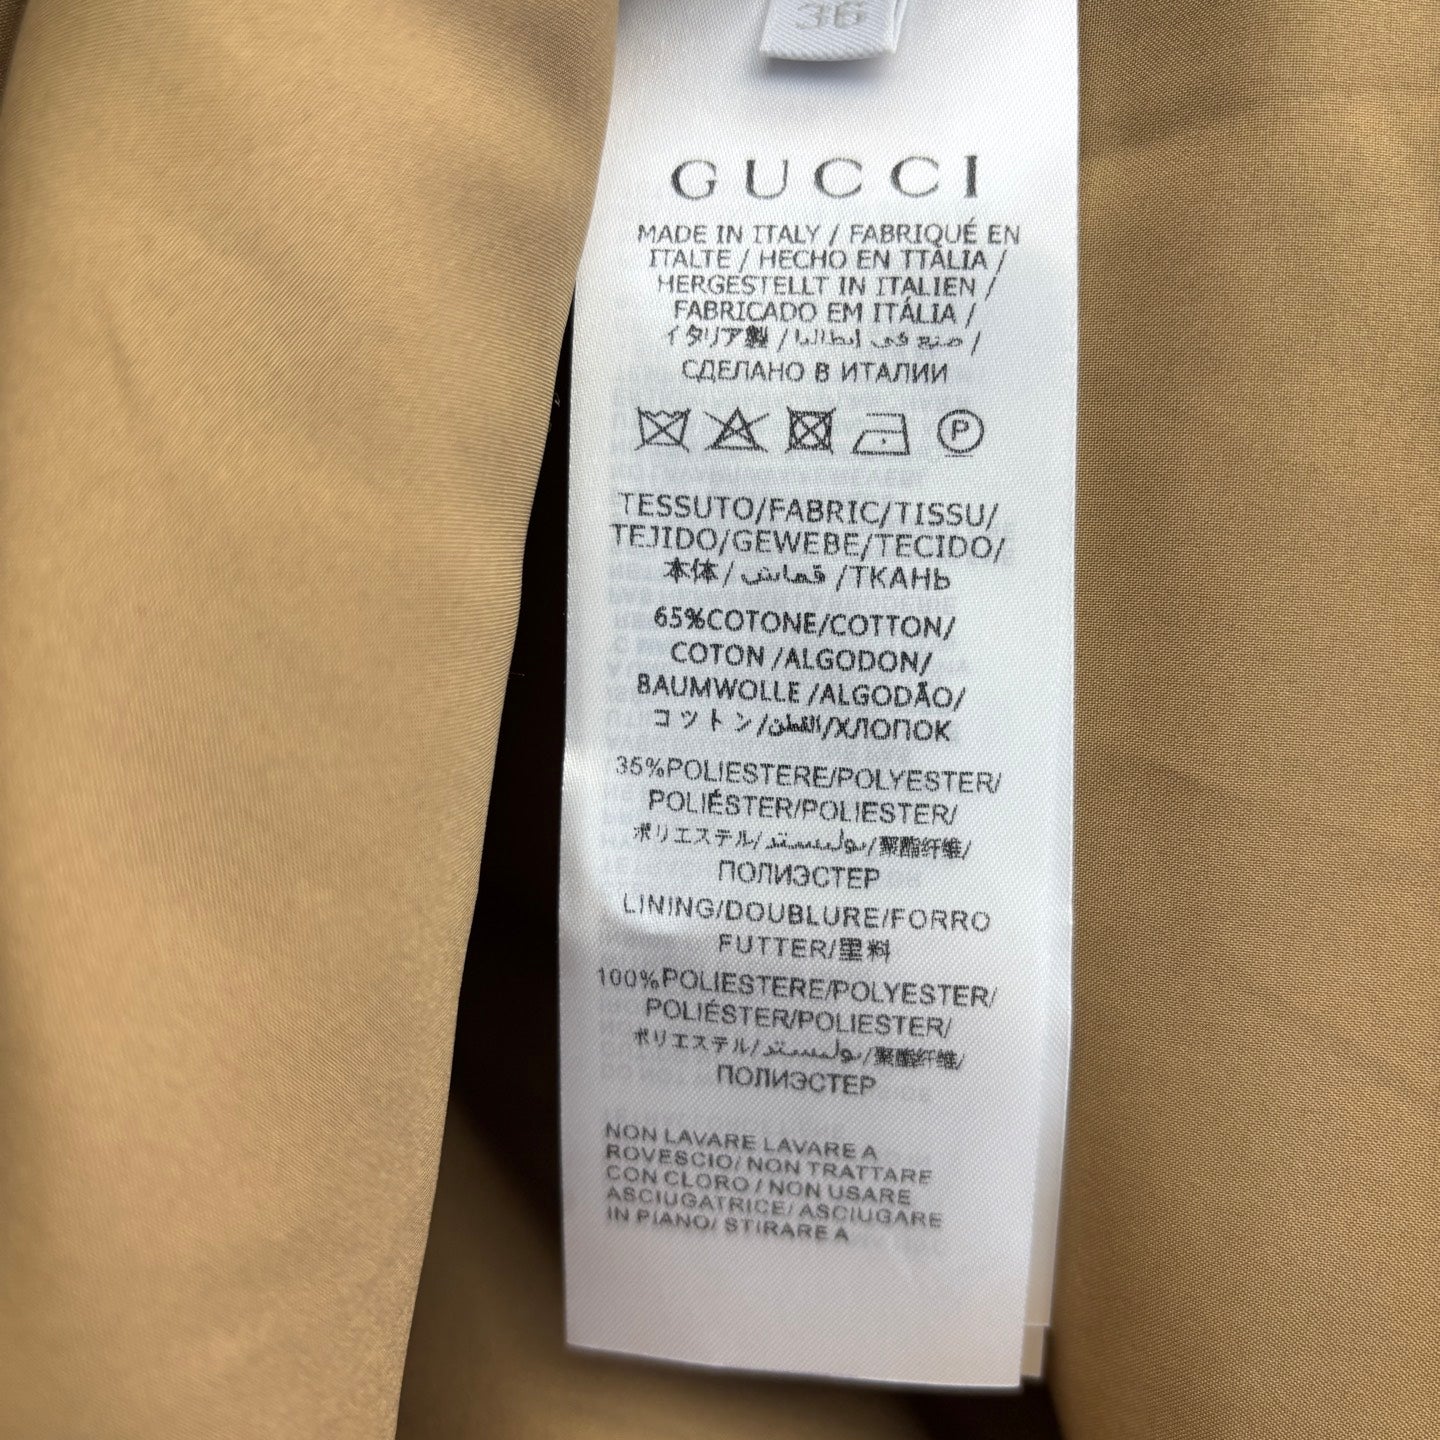 36
GUCCI
MADE IN ITALY / FABRIQUÉ EN
ITALTE / HECHO EN TTALIA /
HERGESTELLT IN ITALIEN /
FABRICADO EM ITÁLIA /
イタリア製 / صنع في إيطاليا /
СДЕЛАНО В ИТАЛИИ
P
TESSUTO/FABRIC/TISSU/
TEJIDO/GEWEBE/TECIDO/
本体/ قماش /ТКАНЬ
65%COTONE/COTTON/
COTON /ALGODON/
BAUMWOLLE /ALGODÃO/
コットン/القطن/ХЛОПОК
35%POLIESTERE/POLYESTER/
POLIÉSTER/POLIESTER/
ポリエステル/بوليستر/聚酯纤维/
ПОЛИЭСТЕР
LINING/DOUBLURE/FORRO
FUTTER/里料
100%POLIESTERE/POLYESTER/
POLIÉSTER/POLIESTER/
ポリエステル/بوليستر/聚酯纤维/
ПОЛИЭСТЕР
NON LAVARE LAVARE A
ROVESCIO/ NON TRATTARE
CON CLORO / NON USARE
ASCIUGATRICE/ ASCIUGARE
IN PIANO/ STIRARE A